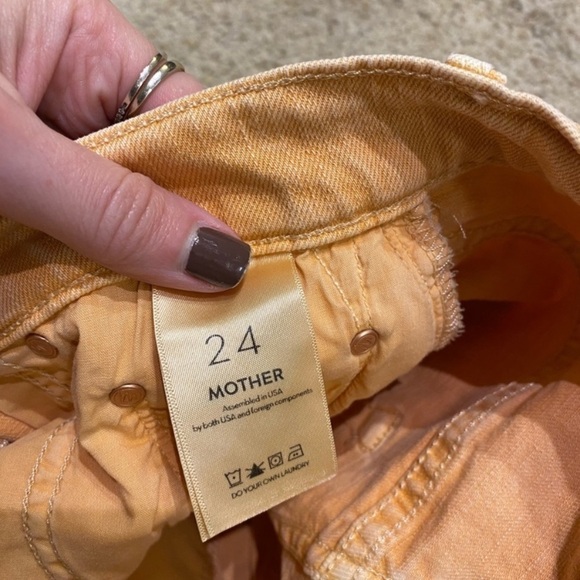 24
MOTHER
Assembled in USA
by both USA and foreign components
DO YOUR OWN LAUNDRY